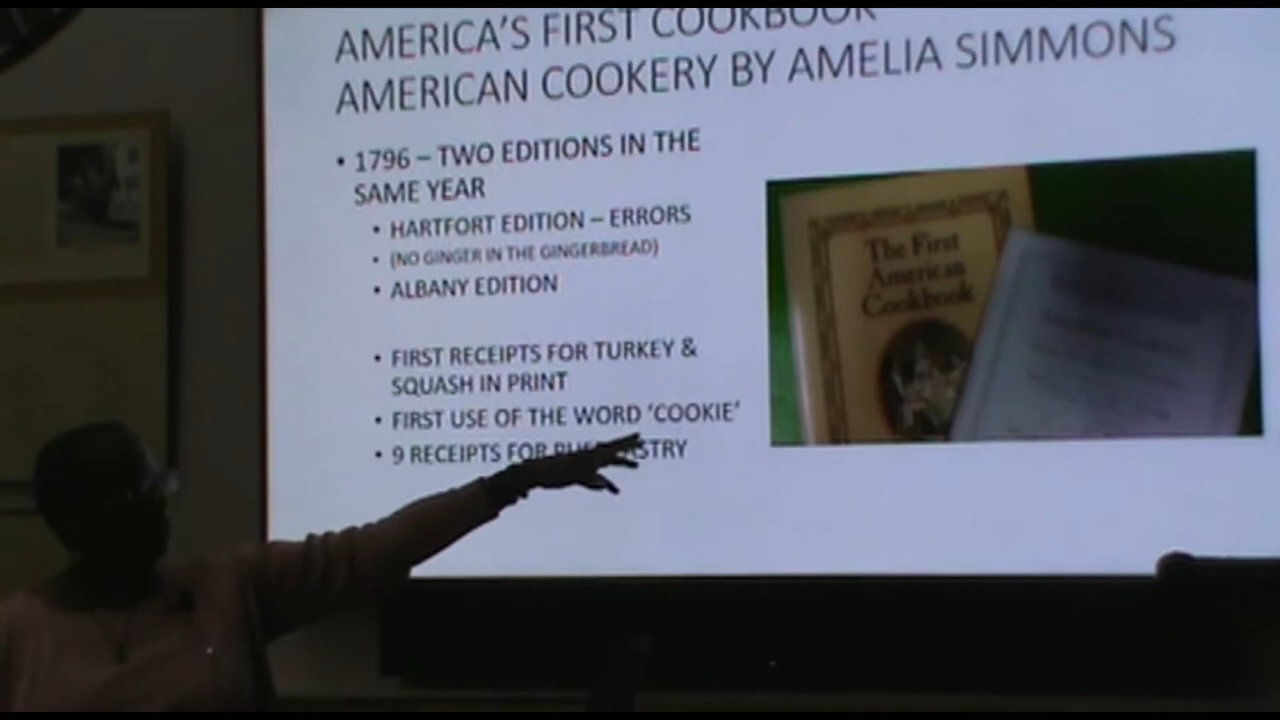 AMERICA'S FIRST COOKBOOK
AMERICAN COOKERY BY AMELIA SIMMONS
• 1796 – TWO EDITIONS IN THE
SAME YEAR
• HARTFORT EDITION – ERRORS
• (NO GINGER IN THE GINGERBREAD)
• ALBANY EDITION
• FIRST RECEIPTS FOR TURKEY &
SQUASH IN PRINT
• FIRST USE OF THE WORD 'COOKIE'
• 9 RECEIPTS FOR
The First
American
Cookbook